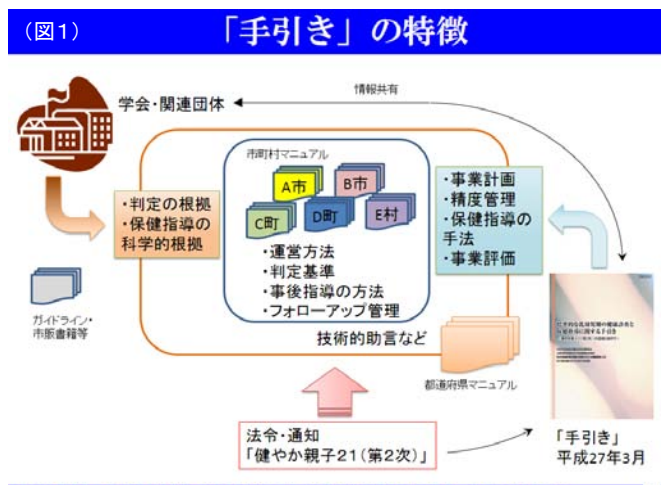 (図1)
「手引き」の特徴
情報共有
学会・関連団体
市町村マニュアル
A市
B市
C町
D町
E村
・運営方法
・判定基準
・事後指導の方法
・フォローアップ管理
・判定の根拠
・保健指導の
科学的根拠
・事業計画
・精度管理
・保健指導の
手法
・事業評価
ガイドライン・
市販書籍等
技術的助言など
都道府県マニュアル
法令・通知
「健やか親子21(第2次)」
「手引き」
平成27年3月